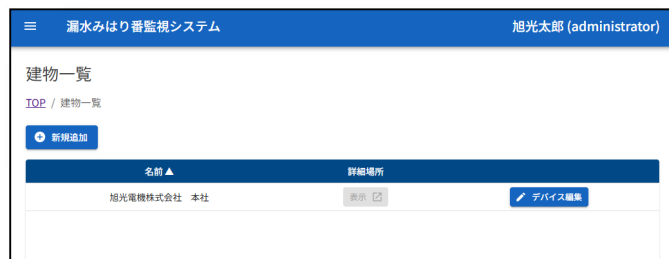 漏水みはり番監視システム 旭光太郎 (administrator)
建物一覧
TOP / 建物一覧
新規追加
名前▲ 詳細場所
旭光電機株式会社　本社 表示 デバイス編集